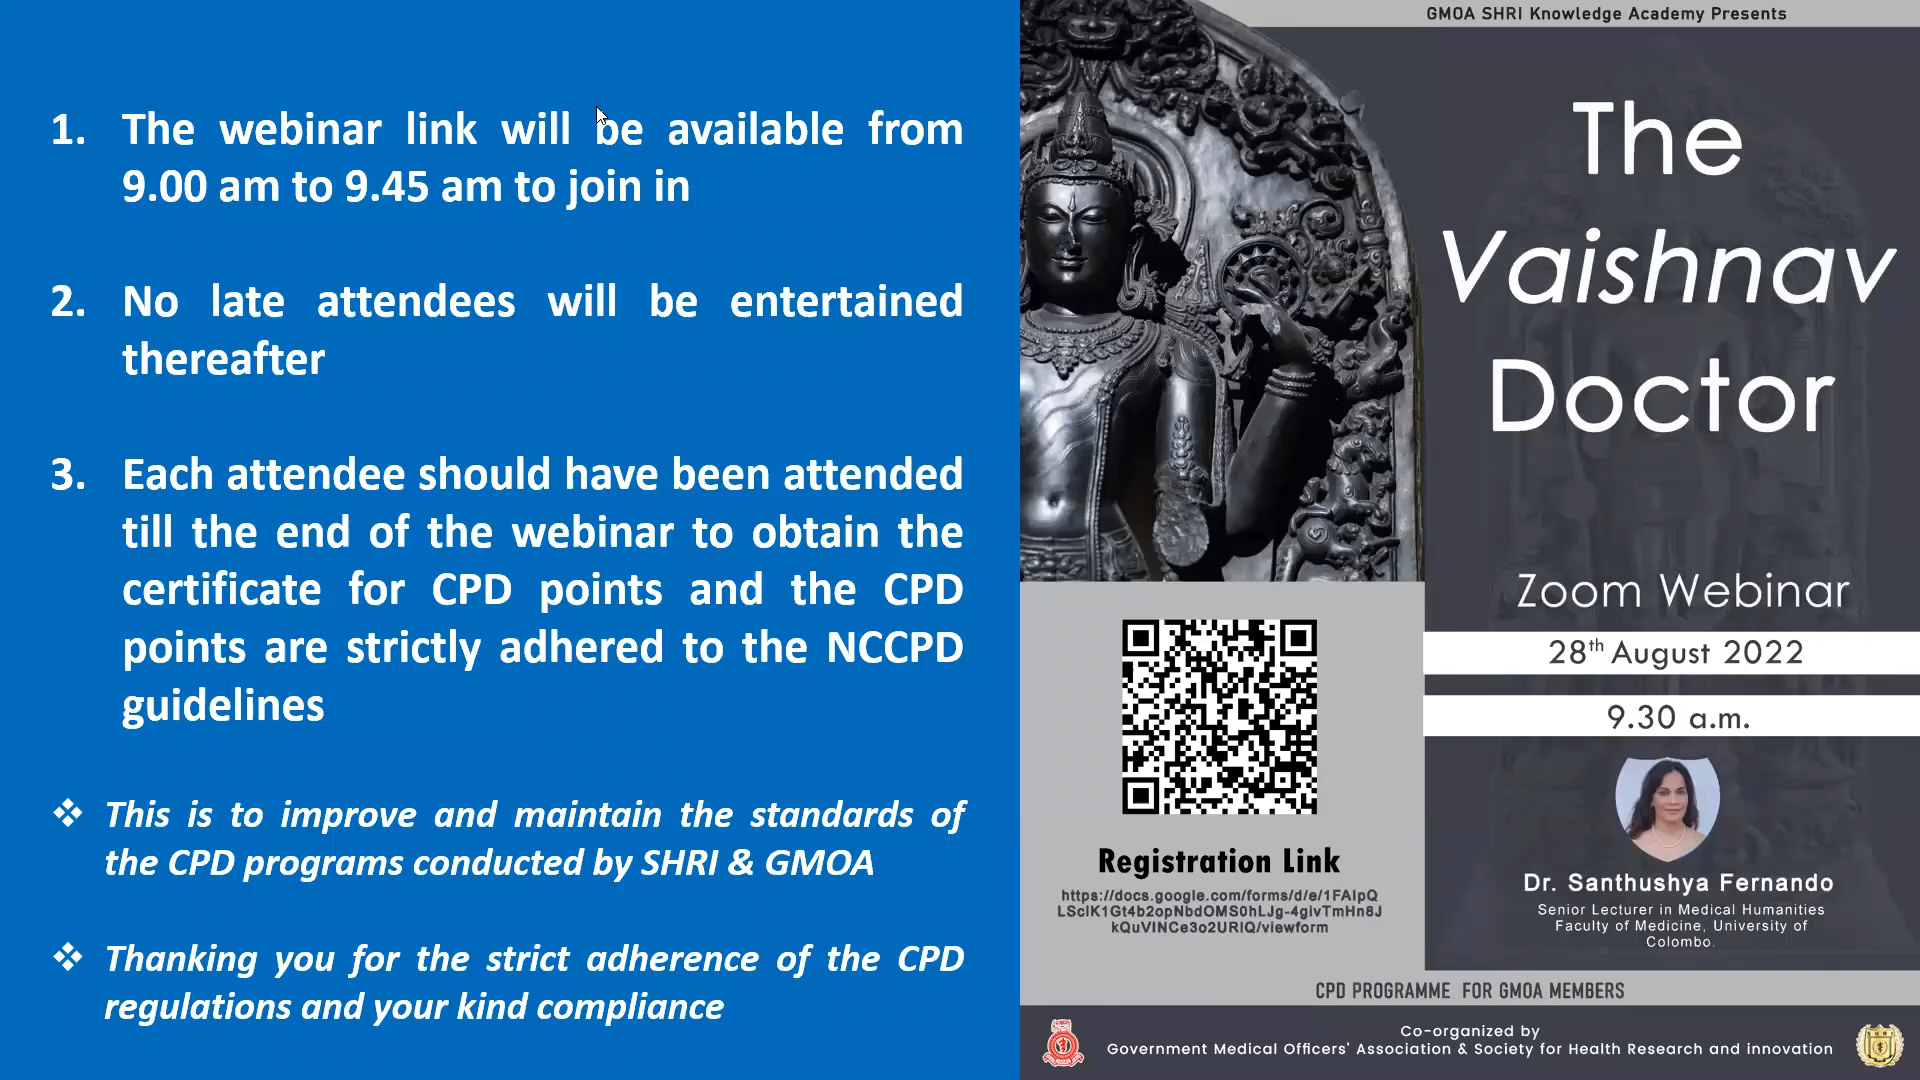 1. The webinar link will be available from
9.00 am to 9.45 am to join in
2. No late attendees will be entertained
thereafter
3. Each attendee should have been attended
till the end of the webinar to obtain the
certificate for CPD points and the CPD
points are strictly adhered to the NCCPD
guidelines
❖ This is to improve and maintain the standards of
the CPD programs conducted by SHRI & GMOA
❖ Thanking you for the strict adherence of the CPD
regulations and your kind compliance
GMOA SHRI Knowledge Academy Presents
The
Vaishnav
Doctor
Zoom Webinar
28th August 2022
9.30 a.m.
Registration Link
https://docs.google.com/forms/d/e/1FAIpQ
LScIK1Gt4b2opNbdOMS0hLJg-4givTmHn8J
kQuVINCe3o2URIQ/viewform
Dr. Santhushya Fernando
Senior Lecturer in Medical Humanities
Faculty of Medicine, University of
Colombo.
CPD PROGRAMME FOR GMOA MEMBERS
Co-organized by
Government Medical Officers' Association & Society for Health Research and innovation